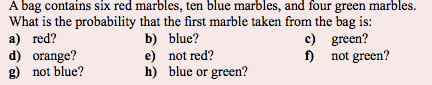 A bag contains six red marbles, ten blue marbles, and four green marbles.
What is the probability that the first marble taken from the bag is:
a) red? b) blue? c) green?
d) orange? e) not red? f) not green?
g) not blue? h) blue or green?